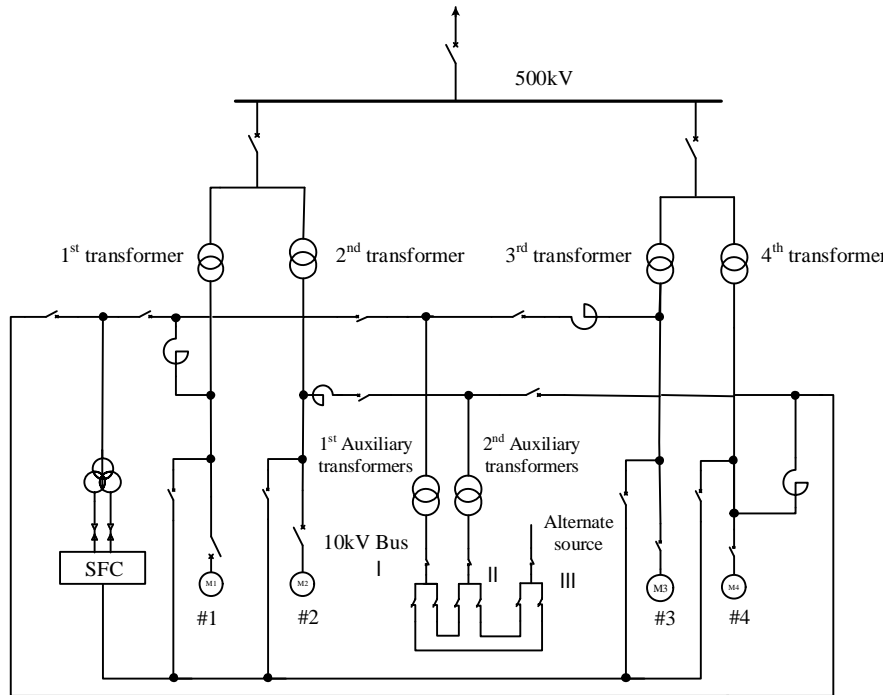 500kV
1st transformer
2nd transformer
3rd transformer
4th transformer
1st Auxiliary
transformers
2nd Auxiliary
transformers
10kV Bus
Alternate
source
I
II
III
SFC
M1
M2
M3
M4
#1
#2
#3
#4